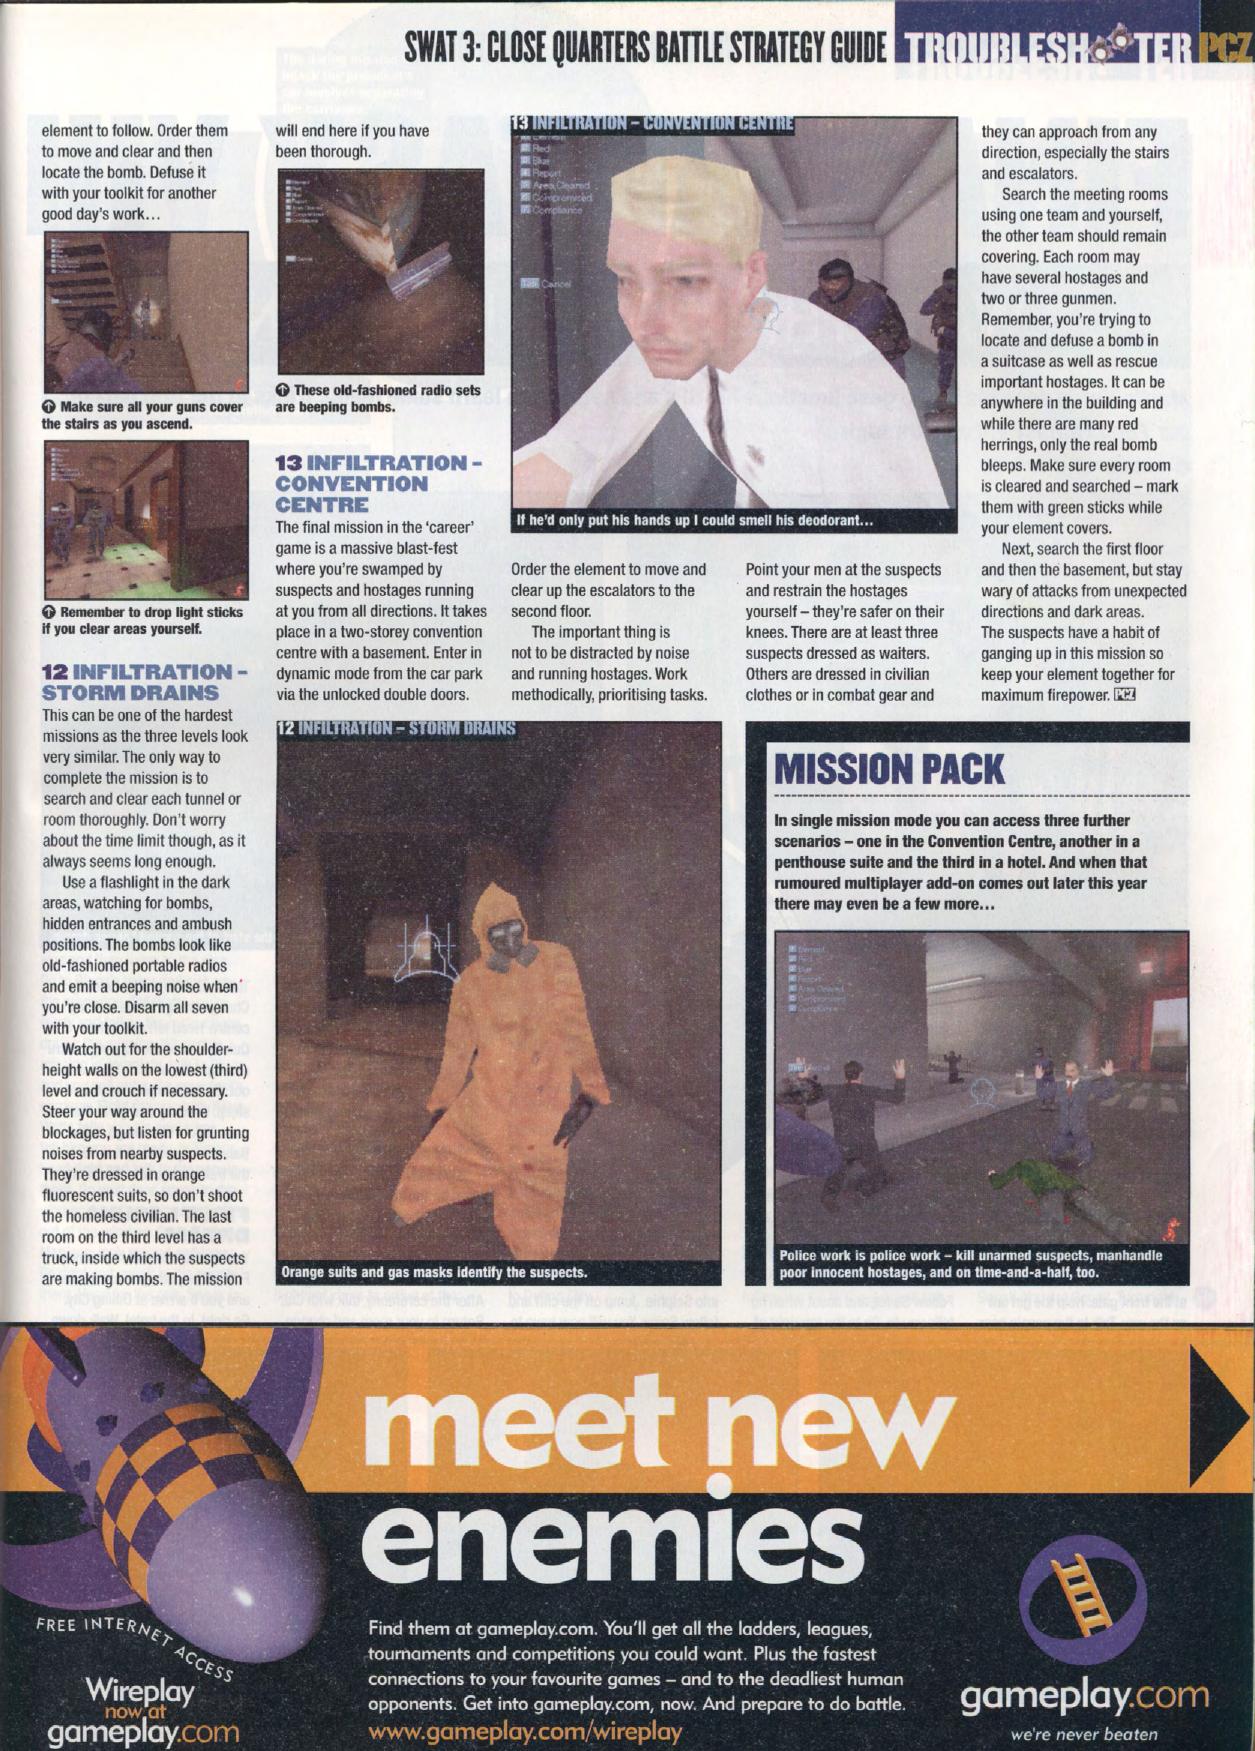 SWAT 3: CLOSE QUARTERS BATTLE STRATEGY GUIDE TROUBLESHOOTER PCZ
element to follow. Order them
to move and clear and then
locate the bomb. Defuse it
with your toolkit for another
good day's work...
Make sure all your guns cover
the stairs as you ascend.
Remember to drop light sticks
if you clear areas yourself.
12 INFILTRATION –
STORM DRAINS
This can be one of the hardest
missions as the three levels look
very similar. The only way to
complete the mission is to
search and clear each tunnel or
room thoroughly. Don't worry
about the time limit though, as it
always seems long enough.
Use a flashlight in the dark
areas, watching for bombs,
hidden entrances and ambush
positions. The bombs look like
old-fashioned portable radios
and emit a beeping noise when
you're close. Disarm all seven
with your toolkit.
Watch out for the shoulder-
height walls on the lowest (third)
level and crouch if necessary.
Steer your way around the
blockages, but listen for grunting
noises from nearby suspects.
They're dressed in orange
fluorescent suits, so don't shoot
the homeless civilian. The last
room on the third level has a
truck, inside which the suspects
are making bombs. The mission
will end here if you have
been thorough.
These old-fashioned radio sets
are beeping bombs.
13 INFILTRATION –
CONVENTION
CENTRE
The final mission in the 'career'
game is a massive blast-fest
where you're swamped by
suspects and hostages running
at you from all directions. It takes
place in a two-storey convention
centre with a basement. Enter in
dynamic mode from the car park
via the unlocked double doors.
13 INFILTRATION – CONVENTION CENTRE
Red
Blue
Report
Area Cleared
Compromised
Compliance
Cancel
If he'd only put his hands up I could smell his deodorant...
Order the element to move and
clear up the escalators to the
second floor.
The important thing is
not to be distracted by noise
and running hostages. Work
methodically, prioritising tasks.
Point your men at the suspects
and restrain the hostages
yourself – they're safer on their
knees. There are at least three
suspects dressed as waiters.
Others are dressed in civilian
clothes or in combat gear and
they can approach from any
direction, especially the stairs
and escalators.
Search the meeting rooms
using one team and yourself,
the other team should remain
covering. Each room may
have several hostages and
two or three gunmen.
Remember, you're trying to
locate and defuse a bomb in
a suitcase as well as rescue
important hostages. It can be
anywhere in the building and
while there are many red
herrings, only the real bomb
bleeps. Make sure every room
is cleared and searched – mark
them with green sticks while
your element covers.
Next, search the first floor
and then the basement, but stay
wary of attacks from unexpected
directions and dark areas.
The suspects have a habit of
ganging up in this mission so
keep your element together for
maximum firepower. PCZ
12 INFILTRATION – STORM DRAINS
Orange suits and gas masks identify the suspects.
MISSION PACK
In single mission mode you can access three further
scenarios – one in the Convention Centre, another in a
penthouse suite and the third in a hotel. And when that
rumoured multiplayer add-on comes out later this year
there may even be a few more...
Element
Red
Blue
Report
Area Cleared
Compromised
Compliance
Police work is police work – kill unarmed suspects, manhandle
poor innocent hostages, and on time-and-a-half, too.
meet new
enemies
FREE INTERNET ACCESS
Wireplay
now at
gameplay.com
Find them at gameplay.com. You'll get all the ladders, leagues,
tournaments and competitions you could want. Plus the fastest
connections to your favourite games – and to the deadliest human
opponents. Get into gameplay.com, now. And prepare to do battle.
www.gameplay.com/wireplay
gameplay.com
we're never beaten